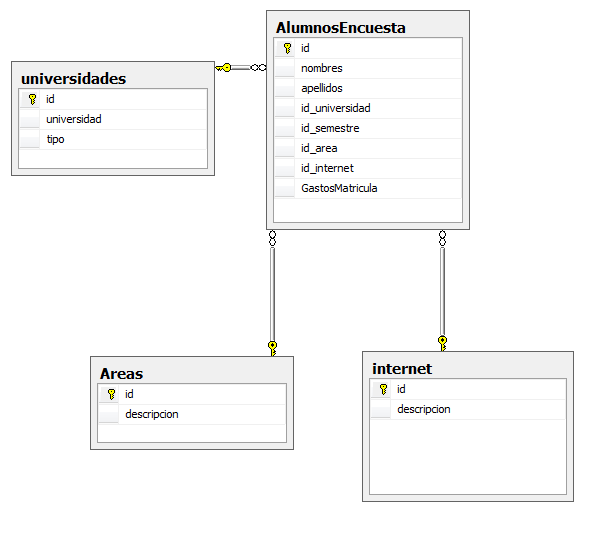 AlumnosEncuesta
id
nombres
apellidos
id_universidad
id_semestre
id_area
id_internet
GastosMatricula
universidades
id
universidad
tipo
Areas
id
descripcion
internet
id
descripcion